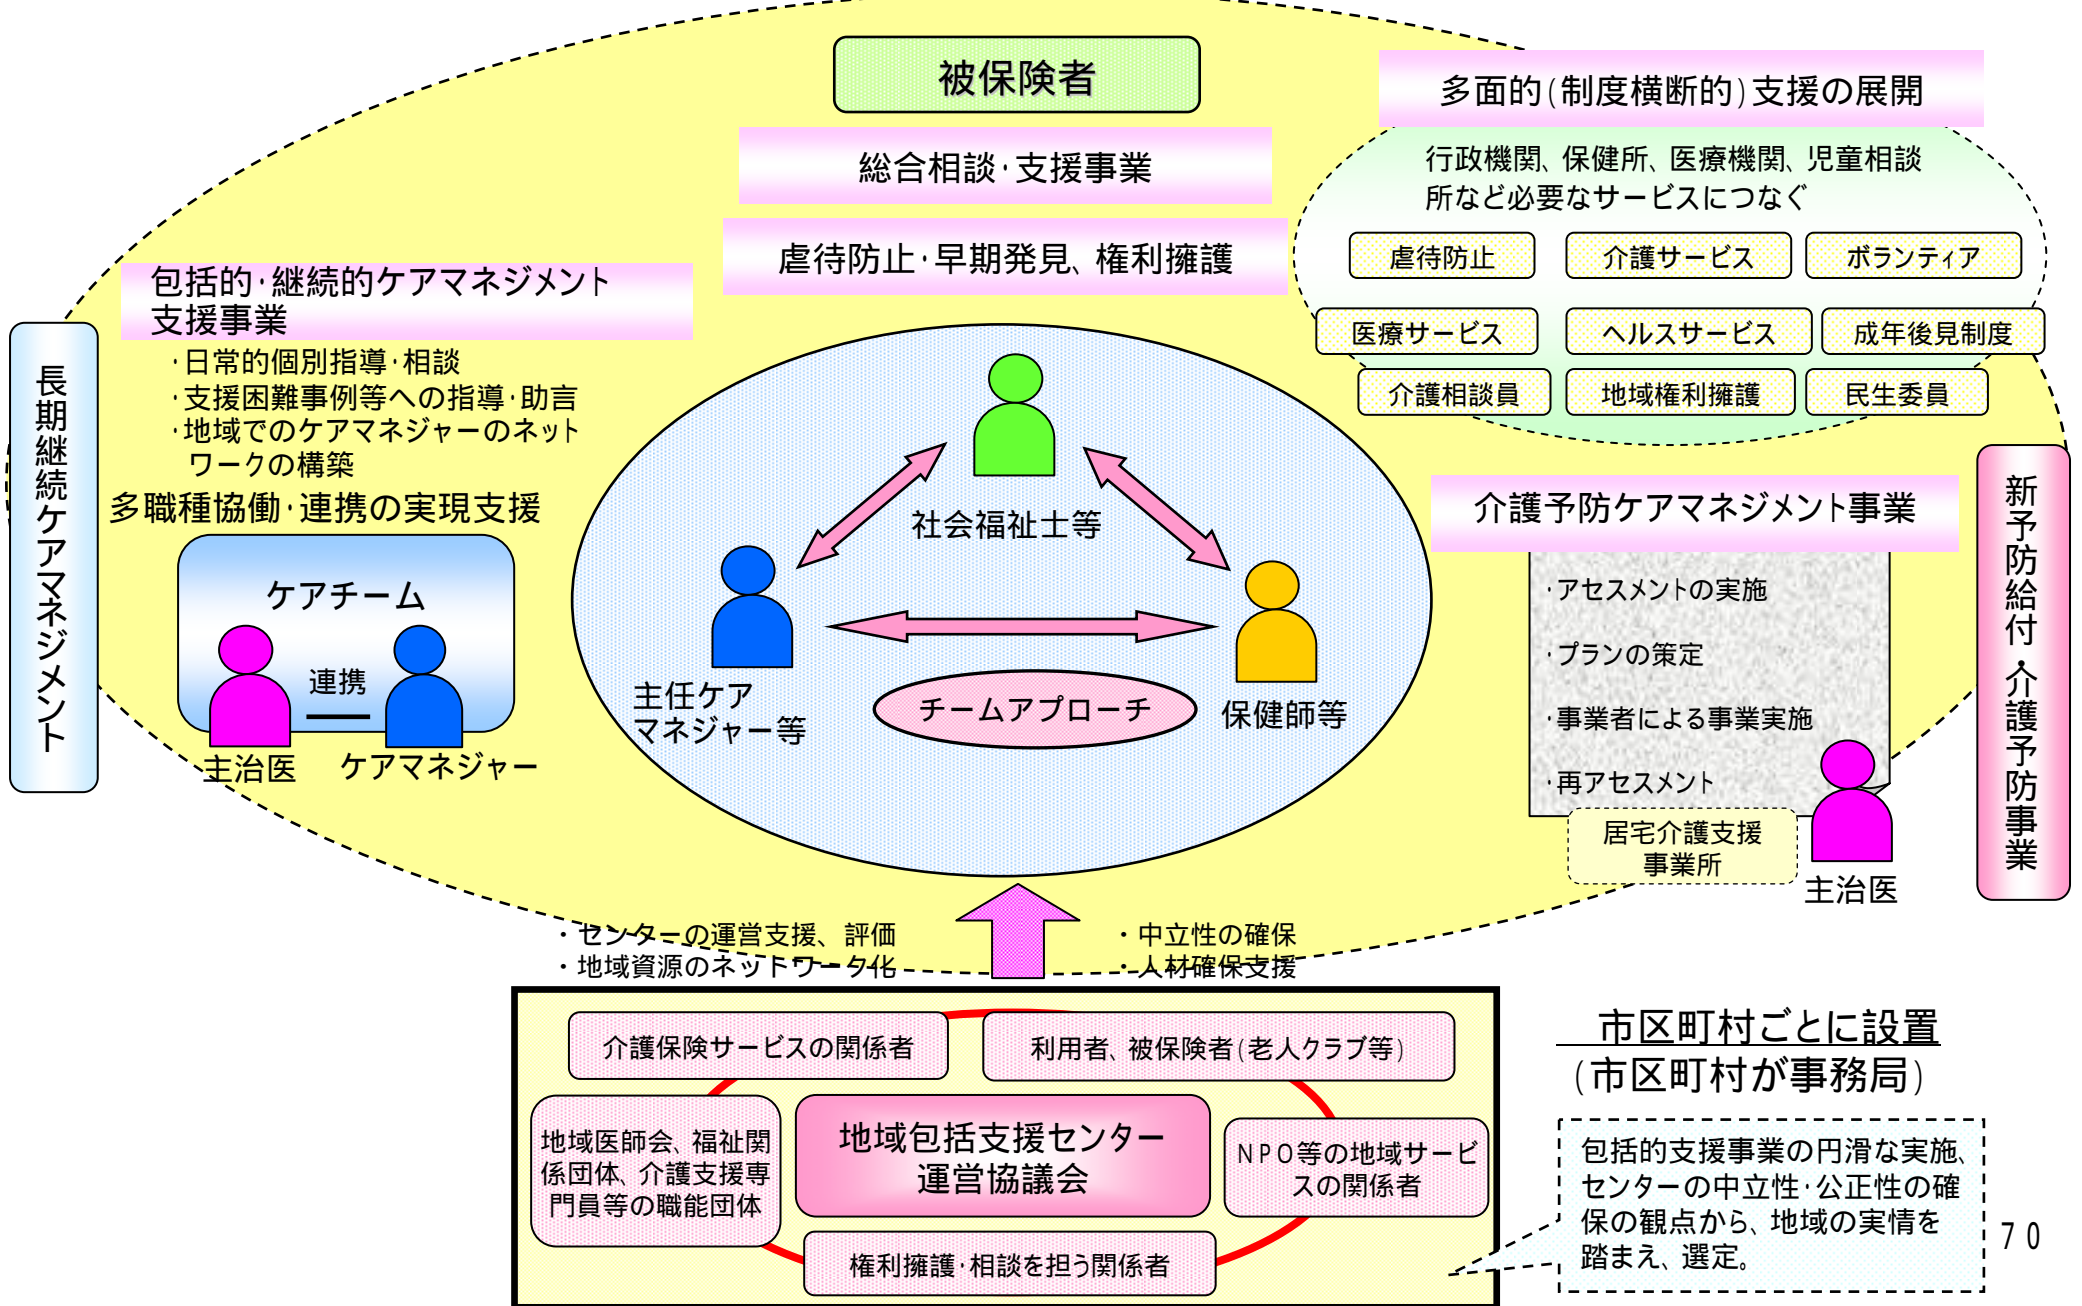 被保険者
総合相談・支援事業
虐待防止・早期発見、権利擁護
多面的(制度横断的)支援の展開
行政機関、保健所、医療機関、児童相談
所など必要なサービスにつなぐ
虐待防止
介護サービス
ボランティア
医療サービス
ヘルスサービス
成年後見制度
介護相談員
地域権利擁護
民生委員
包括的・継続的ケアマネジメント
支援事業
・日常的個別指導・相談
・支援困難事例等への指導・助言
・地域でのケアマネジャーのネット
ワークの構築
多職種協働・連携の実現支援
ケアチーム
連携
主治医
ケアマネジャー
長期継続ケアマネジメント
社会福祉士等
主任ケア
マネジャー等
保健師等
チームアプローチ
介護予防ケアマネジメント事業
・アセスメントの実施
・プランの策定
・事業者による事業実施
・再アセスメント
居宅介護支援
事業所
主治医
新予防給付・介護予防事業
・センターの運営支援、評価
・地域資源のネットワーク化
・中立性の確保
・人材確保支援
介護保険サービスの関係者
利用者、被保険者(老人クラブ等)
地域医師会、福祉関
係団体、介護支援専
門員等の職能団体
地域包括支援センター
運営協議会
NPO等の地域サービ
スの関係者
権利擁護・相談を担う関係者
市区町村ごとに設置
(市区町村が事務局)
包括的支援事業の円滑な実施、
センターの中立性・公正性の確
保の観点から、地域の実情を
踏まえ、選定。
70